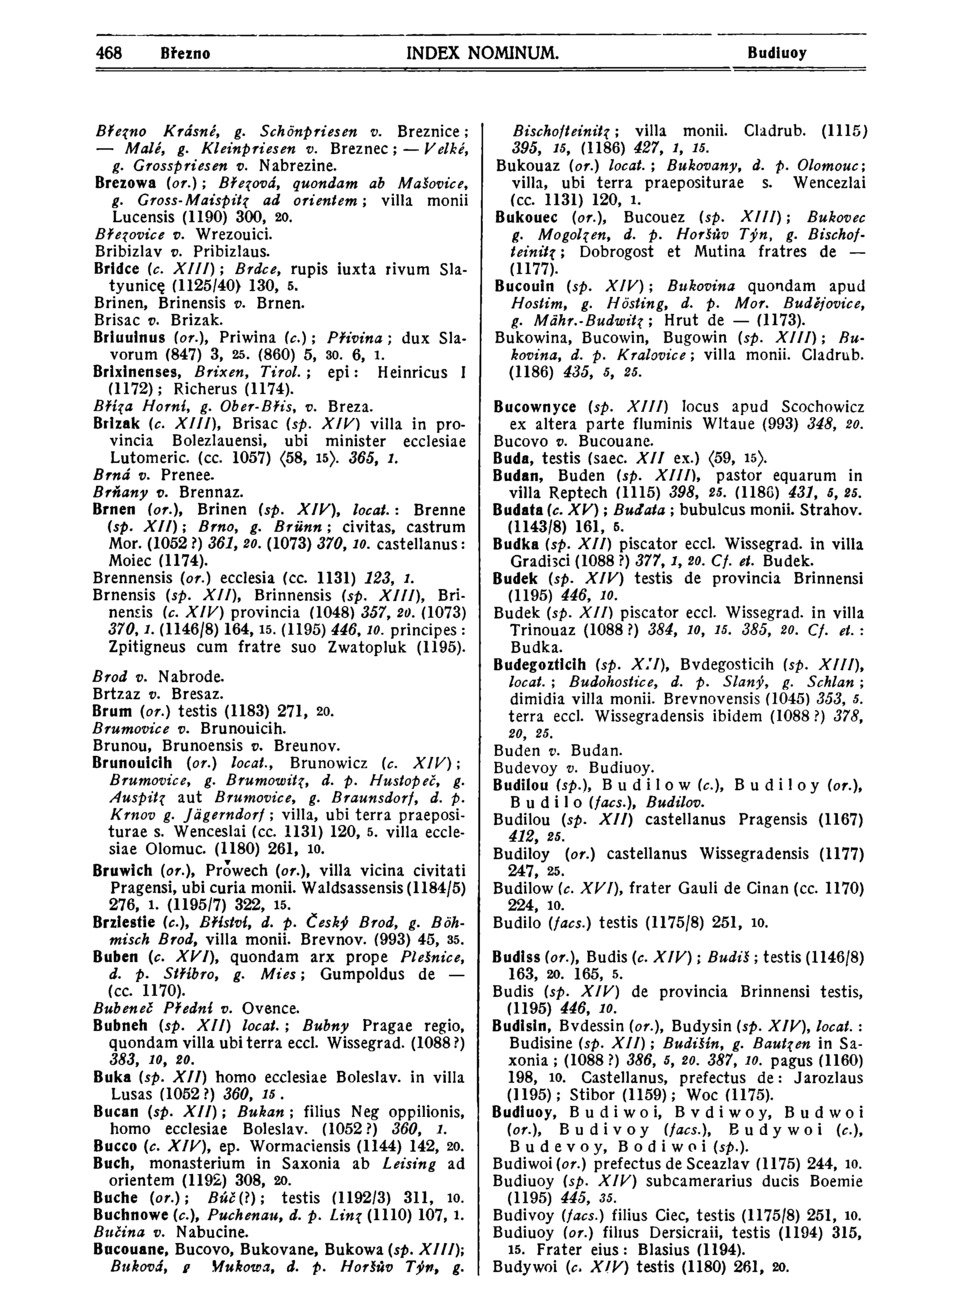 468 Březno INDEX NOMINUM. Budiuoy
Březno Krásné, g. Schönpriesen v. Breznice;
— Malé, g. Kleinpriesen v. Breznec; — Velké,
g. Grosspriesen v. Nabrezine.
Brezowa (or.); Březová, quondam ab Mašovice,
g. Gross-Maispitz ad orientem; villa monii
Lucensis (1190) 300, 20.
Březovice v. Wrezouici.
Bribizlav v. Pribizlaus.
Bridce (c. XIII); Brdce, rupis iuxta rivum Sla-
tyunicę (1125/40) 130, 5.
Brinen, Brinensis v. Brnen.
Brisac v. Brizak.
Briuuinus (or.), Priwina (c.); Přivina; dux Sla-
vorum (847) 3, 25. (860) 5, 30. 6, 1.
Brixinenses, Brixen, Tirol.; epi: Heinricus I
(1172); Richerus (1174).
Bříza Horní, g. Ober-Břis, v. Breza.
Brizak (c. XIII), Brisac (sp. XIV) villa in pro-
vincia Bolezlauensi, ubi minister ecclesiae
Lutomeric. (cc. 1057) ⟨58, 15⟩. 365, 1.
Brná v. Prenee.
Brňany v. Brennaz.
Brnen (or.), Brinen (sp. XIV), locat.: Brenne
(sp. XII); Brno, g. Brünn; civitas, castrum
Mor. (1052 ?) 361, 20. (1073) 370, 10. castellanus:
Moiec (1174).
Brennensis (or.) ecclesia (cc. 1131) 123, 1.
Brnensis (sp. XII), Brinnensis (sp. XIII), Bri-
nensis (c. XIV) provincia (1048) 357, 20. (1073)
370, 1. (1146/8) 164, 15. (1195) 446, 10. principes:
Zpitigneus cum fratre suo Zwatopluk (1195).
Brod v. Nabrode.
Brtzaz v. Bresaz.
Brum (or.) testis (1183) 271, 20.
Brumovice v. Brunouicih.
Brunou, Brunoensis v. Breunov.
Brunouicih (or.) locat., Brunowicz (c. XIV);
Brumovice, g. Brumowitz, d. p. Hustopeč, g.
Auspitz aut Brumovice, g. Braunsdorf, d. p.
Krnov g. Jägerndorf; villa, ubi terra praeposi-
turae s. Wenceslai (cc. 1131) 120, 5. villa eccle-
siae Olomuc. (1180) 261, 10.
Bruwich (or.), Prowech (or.), villa vicina civitati
Pragensi, ubi curia monii. Waldsassensis (1184/5)
276, 1. (1195/7) 322, 15.
Brziestie (c.), Břiství, d. p. Český Brod, g. Böh-
misch Brod, villa monii. Brevnov. (993) 45, 35.
Buben (c. XVI), quondam arx prope Plešnice,
d. p. Stříbro, g. Mies; Gumpoldus de —
(cc. 1170).
Bubeneč Přední v. Ovence.
Bubneh (sp. XII) locat.; Bubny Pragae regio,
quondam villa ubi terra eccl. Wissegrad. (1088 ?)
383, 10, 20.
Buka (sp. XII) homo ecclesiae Boleslav. in villa
Lusas (1052 ?) 360, 15.
Bucan (sp. XII); Bukan; filius Neg oppilionis,
homo ecclesiae Boleslav. (1052 ?) 360, 1.
Bucco (c. XIV), ep. Wormaciensis (1144) 142, 20.
Buch, monasterium in Saxonia ab Leising ad
orientem (1192) 308, 20.
Buche (or.); Búč(?); testis (1192/3) 311, 10.
Buchnowe (c.), Puchenau, d. p. Linz (1110) 107, 1.
Bučina v. Nabucine.
Bucouane, Bucovo, Bukovane, Bukowa (sp. XIII);
Buková, g Mukowa, d. p. Horšův Týn, g.
Bischofteinitz; villa monii. Cladrub. (1115)
395, 15, (1186) 427, 1, 15.
Bukouaz (or.) locat.; Bukovany, d. p. Olomouc;
villa, ubi terra praepositurae s. Wencezlai
(cc. 1131) 120, 1.
Bukouec (or.), Bucouez (sp. XIII); Bukovec
g. Mogolzen, d. p. Horšův Týn, g. Bischof-
teinitz; Dobrogost et Mutina fratres de —
(1177).
Bucouin (sp. XIV); Bukovina quondam apud
Hostim, g. Hösting, d. p. Mor. Budějovice,
g. Mähr.-Budwitz; Hrut de — (1173).
Bukowina, Bucowin, Bugowin (sp. XIII); Bu-
kovina, d. p. Kralovice; villa monii. Cladrub.
(1186) 435, 5, 25.
Bucownyce (sp. XIII) locus apud Scochowicz
ex altera parte fluminis Wltaue (993) 348, 20.
Bucovo v. Bucouane.
Buda, testis (saec. XII ex.) ⟨59, 15⟩.
Budan, Buden (sp. XIII), pastor equarum in
villa Reptech (1115) 398, 25. (1186) 431, 5, 25.
Budata (c. XV); Buďata; bubulcus monii. Strahov.
(1143/8) 161, 5.
Budka (sp. XII) piscator eccl. Wissegrad. in villa
Gradisci (1088 ?) 377, 1, 20. Cf. et. Budek.
Budek (sp. XIV) testis de provincia Brinnensi
(1195) 446, 10.
Budek (sp. XII) piscator eccl. Wissegrad. in villa
Trinouaz (1088 ?) 384, 10, 15. 385, 20. Cf. et.:
Budka.
Budegozticih (sp. XII), Bvdegosticih (sp. XIII),
locat.; Budohostice, d. p. Slaný, g. Schlan;
dimidia villa monii. Brevnovensis (1045) 353, 5.
terra eccl. Wissegradensis ibidem (1088 ?) 378,
20, 25.
Buden v. Budan.
Budevoy v. Budiuoy.
Budilou (sp.), Budilow (c.), Budiloy (or.),
Budilo (facs.), Budilov.
Budilou (sp. XII) castellanus Pragensis (1167)
412, 25.
Budiloy (or.) castellanus Wissegradensis (1177)
247, 25.
Budilow (c. XVI), frater Gauli de Cinan (cc. 1170)
224, 10.
Budilo (facs.) testis (1175/8) 251, 10.
Budiss (or.), Budis (c. XIV); Budiš; testis (1146/8)
163, 20. 165, 5.
Budis (sp. XIV) de provincia Brinnensi testis,
(1195) 446, 10.
Budisin, Bvdessin (or.), Budysin (sp. XIV), locat.:
Budisine (sp. XII); Budišín, g. Bautzen in Sa-
xonia; (1088 ?) 386, 5, 20. 387, 10. pagus (1160)
198, 10. Castellanus, prefectus de: Jarozlaus
(1195); Stibor (1159); Woc (1175).
Budiuoy, Budiwoi, Bvdiwoy, Budwoi
(or.), Budivoy (facs.), Budywoi (c.),
Budevoy, Bodiwoi (sp.).
Budiwoi (or.) prefectus de Sceazlav (1175) 244, 10.
Budiuoy (sp. XIV) subcamerarius ducis Boemie
(1195) 445, 35.
Budivoy (facs.) filius Ciec, testis (1175/8) 251, 10.
Budiuoy (or.) filius Dersicraii, testis (1194) 315,
15. Frater eius: Blasius (1194).
Budywoi (c. XIV) testis (1180) 261, 20.